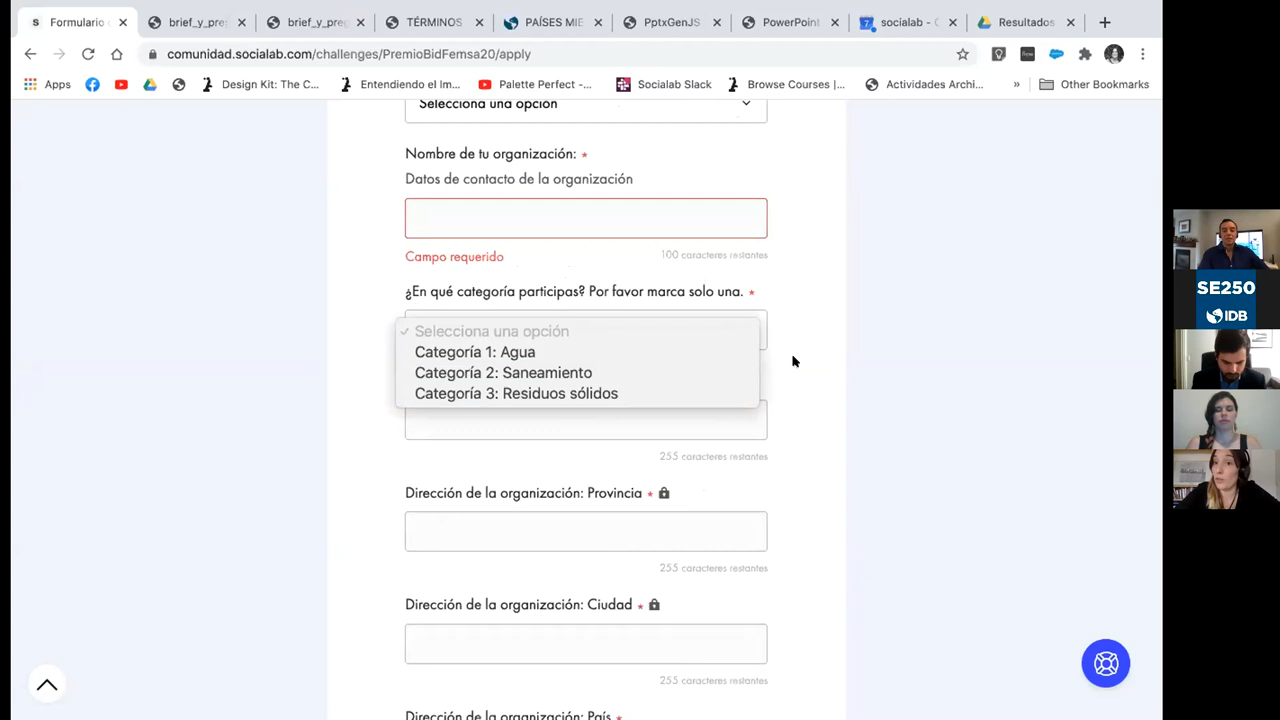 Formulario
brief_y_pre
brief_y_preg
TÉRMINOS
PAÍSES MIE
PptxGenJS
PowerPoint
socialab - C
Resultados
comunidad.socialab.com/challenges/PremioBidFemsa20/apply
Apps
Design Kit: The C...
Entendiendo el Im...
Palette Perfect -...
Socialab Slack
Browse Courses |...
Actividades Archi...
»
Other Bookmarks
Selecciona una opción
Nombre de tu organización: *
Datos de contacto de la organización
Campo requerido
100 caracteres restantes
¿En qué categoría participas? Por favor marca solo una. *
Selecciona una opción
Categoría 1: Agua
Categoría 2: Saneamiento
Categoría 3: Residuos sólidos
255 caracteres restantes
Dirección de la organización: Provincia *
255 caracteres restantes
Dirección de la organización: Ciudad *
255 caracteres restantes
Dirección de la organización: País *
SE250
IDB